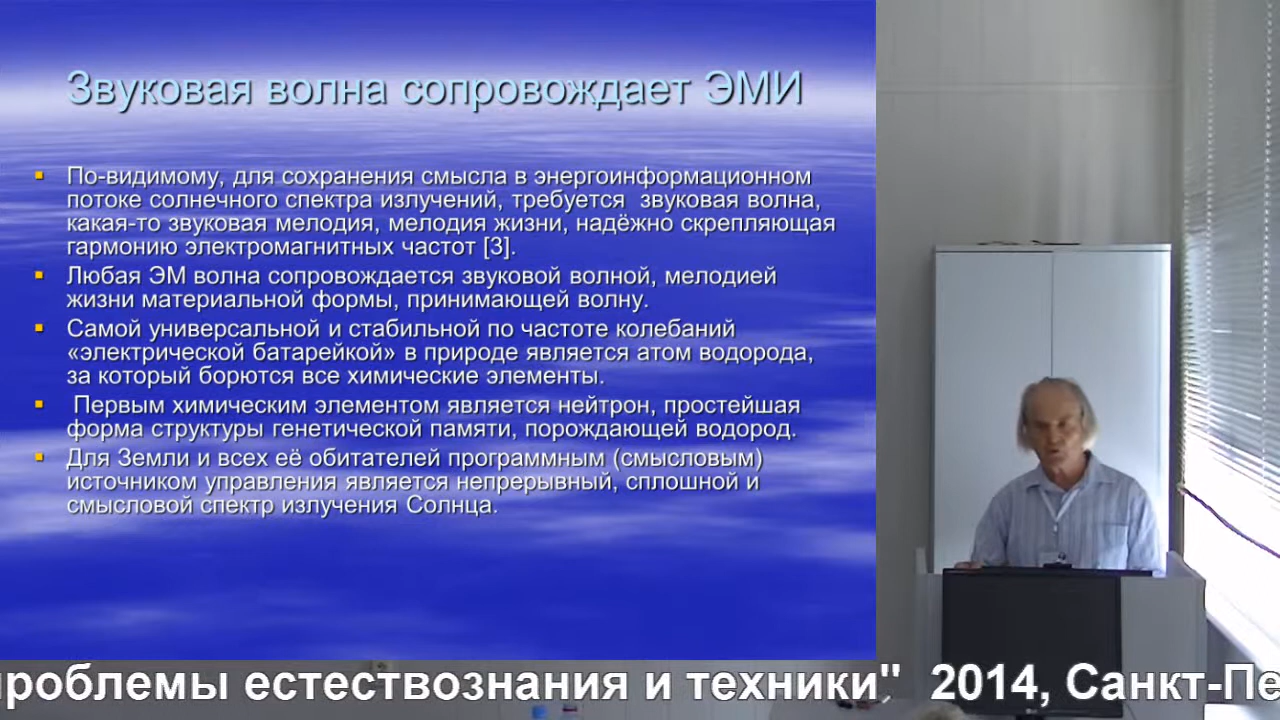 Звуковая волна сопровождает ЭМИ
По-видимому, для сохранения смысла в энергоинформационном
потоке солнечного спектра излучений, требуется звуковая волна,
какая-то звуковая мелодия, мелодия жизни, надёжно скрепляющая
гармонию электромагнитных частот [3].
Любая ЭМ волна сопровождается звуковой волной, мелодией
жизни материальной формы, принимающей волну.
Самой универсальной и стабильной по частоте колебаний
«электрической батарейкой» в природе является атом водорода,
за который борются все химические элементы.
Первым химическим элементом является нейтрон, простейшая
форма структуры генетической памяти, порождающей водород.
Для Земли и всех её обитателей программным (смысловым)
источником управления является непрерывный, сплошной и
смысловой спектр излучения Солнца.
проблемы естествознания и техники" 2014, Санкт-Пе